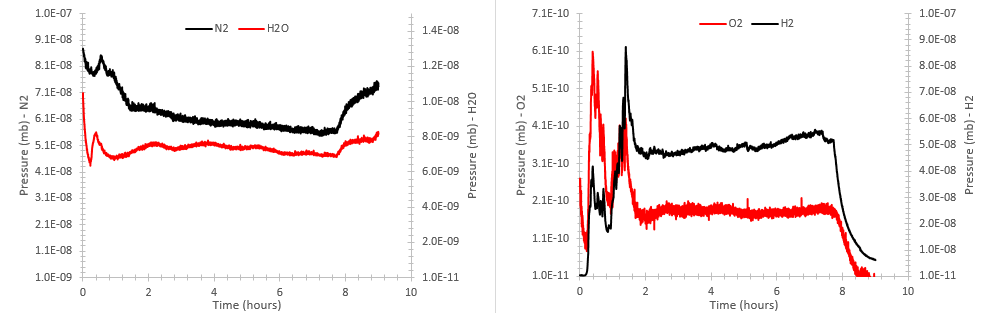 N2 H2O
Pressure (mb) - N2
1.0E-07
9.1E-08
8.1E-08
7.1E-08
6.1E-08
5.1E-08
4.1E-08
3.1E-08
2.1E-08
1.1E-08
1.0E-09
1.4E-08
1.2E-08
1.0E-08
8.0E-09
6.0E-09
4.0E-09
2.0E-09
1.0E-11
Pressure (mb) - H2O
0 2 4 6 8 10
Time (hours)
O2 H2
Pressure (mb) - O2
7.1E-10
6.1E-10
5.1E-10
4.1E-10
3.1E-10
2.1E-10
1.1E-10
1.0E-11
1.0E-07
9.0E-08
8.0E-08
7.0E-08
6.0E-08
5.0E-08
4.0E-08
3.0E-08
2.0E-08
1.0E-08
1.0E-11
Pressure (mb) - H2
0 2 4 6 8 10
Time (hours)